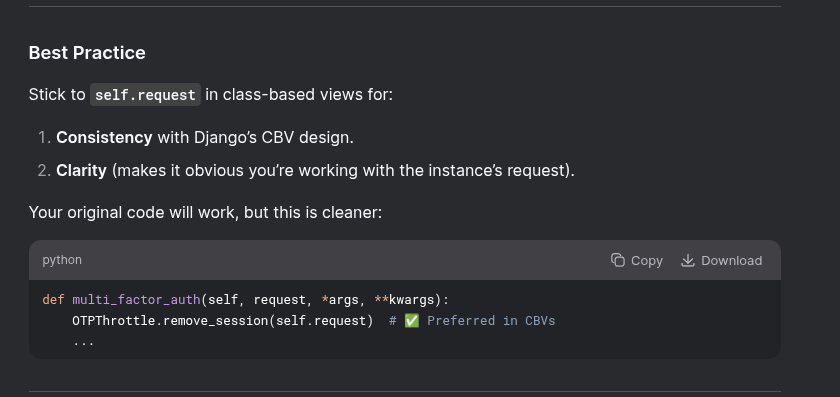 Best Practice
Stick to self.request in class-based views for:
1. Consistency with Django’s CBV design.
2. Clarity (makes it obvious you’re working with the instance’s request).
Your original code will work, but this is cleaner:
python Copy Download
def multi_factor_auth(self, request, *args, **kwargs):
    OTPThrottle.remove_session(self.request)  # ✅ Preferred in CBVs
    ...